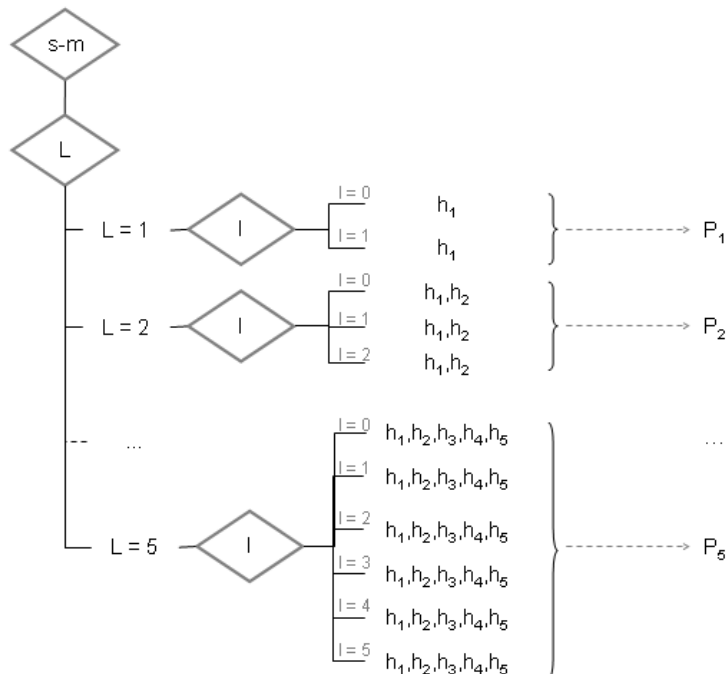 s-m
L
l = 0
h₁
L = 1
l
P₁
l = 1
h₁
l = 0
h₁,h₂
L = 2
l
l = 1
h₁,h₂
P₂
l = 2
h₁,h₂
...
...
l = 0
h₁,h₂,h₃,h₄,h₅
l = 1
h₁,h₂,h₃,h₄,h₅
l = 2
h₁,h₂,h₃,h₄,h₅
L = 5
l
P₅
l = 3
h₁,h₂,h₃,h₄,h₅
l = 4
h₁,h₂,h₃,h₄,h₅
l = 5
h₁,h₂,h₃,h₄,h₅